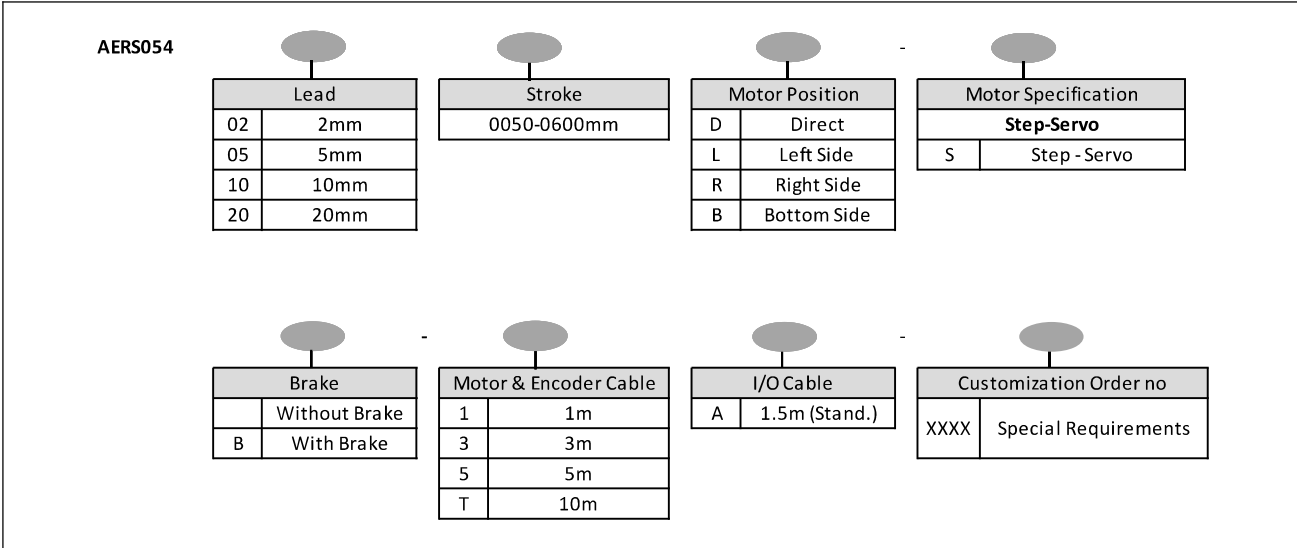 AERS054 - 
Lead
02 2mm
05 5mm
10 10mm
20 20mm
Stroke
0050-0600mm
Motor Position
D Direct
L Left Side
R Right Side
B Bottom Side
Motor Specification
Step-Servo
S Step - Servo
- -
Brake
Without Brake
B With Brake
Motor & Encoder Cable
1 1m
3 3m
5 5m
T 10m
I/O Cable
A 1.5m (Stand.)
Customization Order no
XXXX Special Requirements